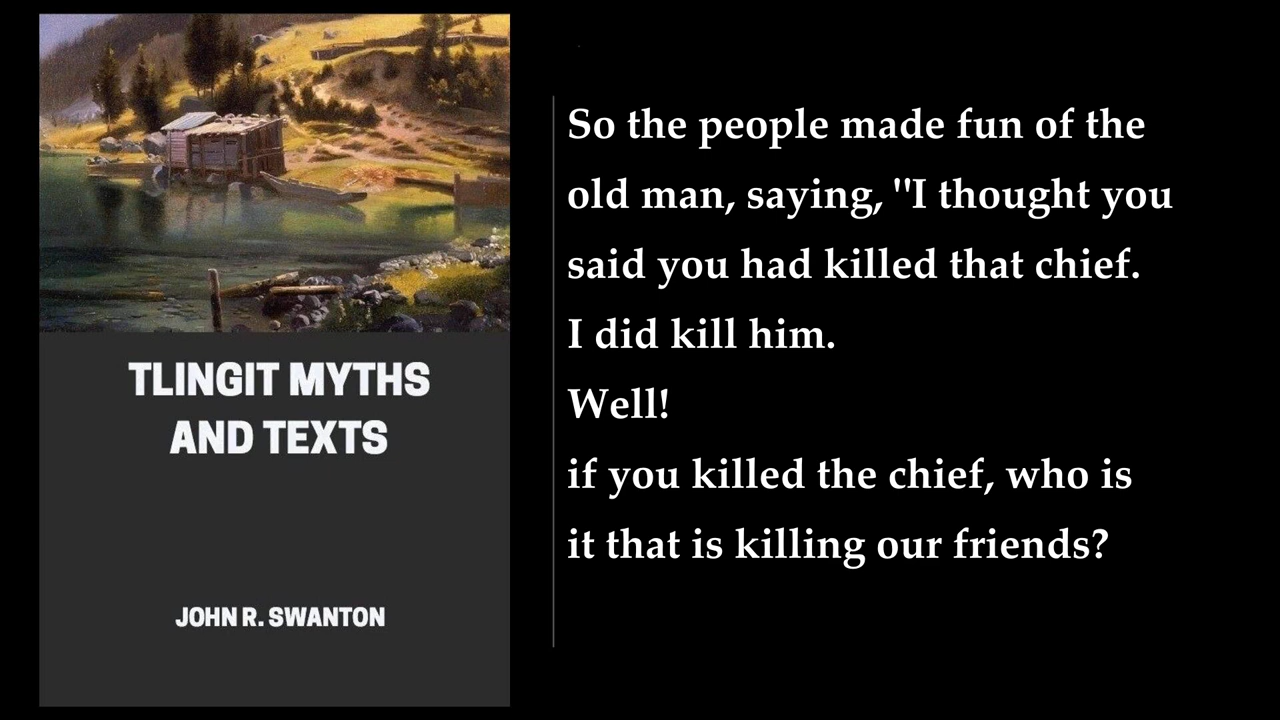 TLINGIT MYTHS
AND TEXTS
JOHN R. SWANTON
So the people made fun of the
old man, saying, "I thought you
said you had killed that chief.
I did kill him.
Well!
if you killed the chief, who is
it that is killing our friends?